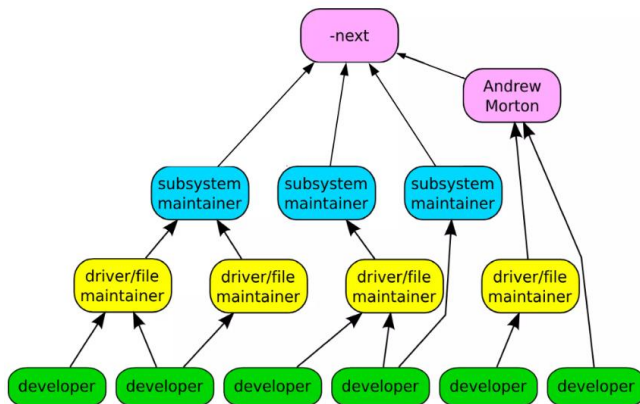 -next
Andrew
Morton
subsystem
maintainer
subsystem
maintainer
subsystem
maintainer
driver/file
maintainer
driver/file
maintainer
driver/file
maintainer
driver/file
maintainer
developer
developer
developer
developer
developer
developer